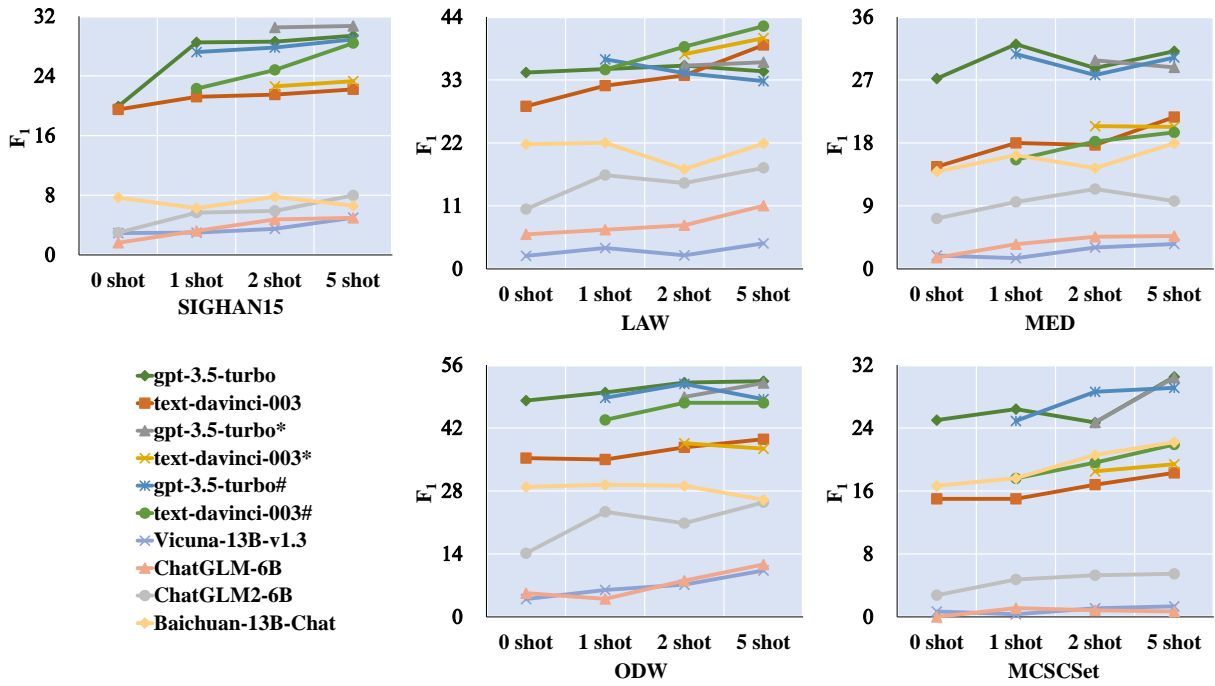 32
24
16
8
0
F1
0 shot 1 shot 2 shot 5 shot
SIGHAN15
44
33
22
11
0
F1
0 shot 1 shot 2 shot 5 shot
LAW
36
27
18
9
0
F1
0 shot 1 shot 2 shot 5 shot
MED
gpt-3.5-turbo
text-davinci-003
gpt-3.5-turbo*
text-davinci-003*
gpt-3.5-turbo#
text-davinci-003#
Vicuna-13B-v1.3
ChatGLM-6B
ChatGLM2-6B
Baichuan-13B-Chat
56
42
28
14
0
F1
0 shot 1 shot 2 shot 5 shot
ODW
32
24
16
8
0
F1
0 shot 1 shot 2 shot 5 shot
MCSCSet